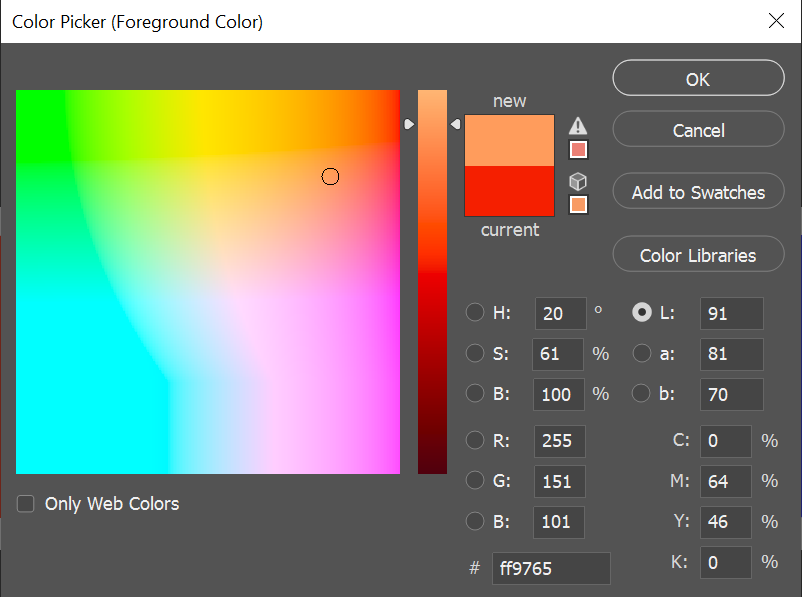 Color Picker (Foreground Color)
new
current
OK
Cancel
Add to Swatches
Color Libraries
H: 20 °
S: 61 %
B: 100 %
R: 255
G: 151
B: 101
# ff9765
L: 91
a: 81
b: 70
C: 0 %
M: 64 %
Y: 46 %
K: 0 %
Only Web Colors